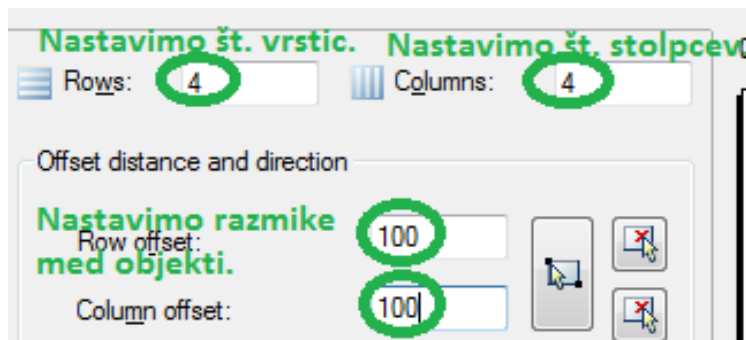 Nastavimo št. vrstic.
Nastavimo št. stolpcev
Rows: 4
Columns: 4
Offset distance and direction
Nastavimo razmike
med objekti.
Row offset: 100
Column offset: 100